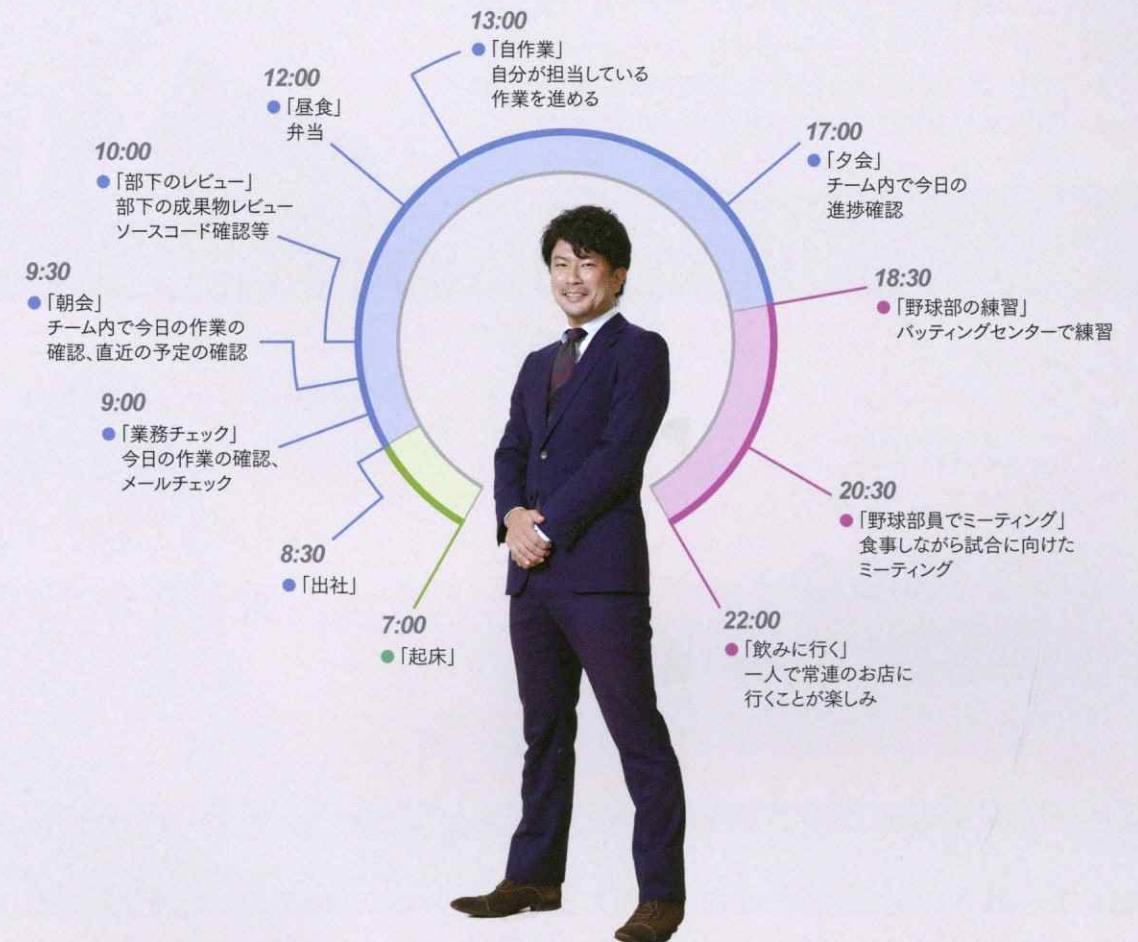 7:00
「起床」
8:30
「出社」
9:00
「業務チェック」
今日の作業の確認、
メールチェック
9:30
「朝会」
チーム内で今日の作業の
確認、直近の予定の確認
10:00
「部下のレビュー」
部下の成果物レビュー
ソースコード確認等
12:00
「昼食」
弁当
13:00
「自作業」
自分が担当している
作業を進める
17:00
「夕会」
チーム内で今日の
進捗確認
18:30
「野球部の練習」
バッティングセンターで練習
20:30
「野球部員でミーティング」
食事しながら試合に向けた
ミーティング
22:00
「飲みに行く」
一人で常連のお店に
行くことが楽しみ